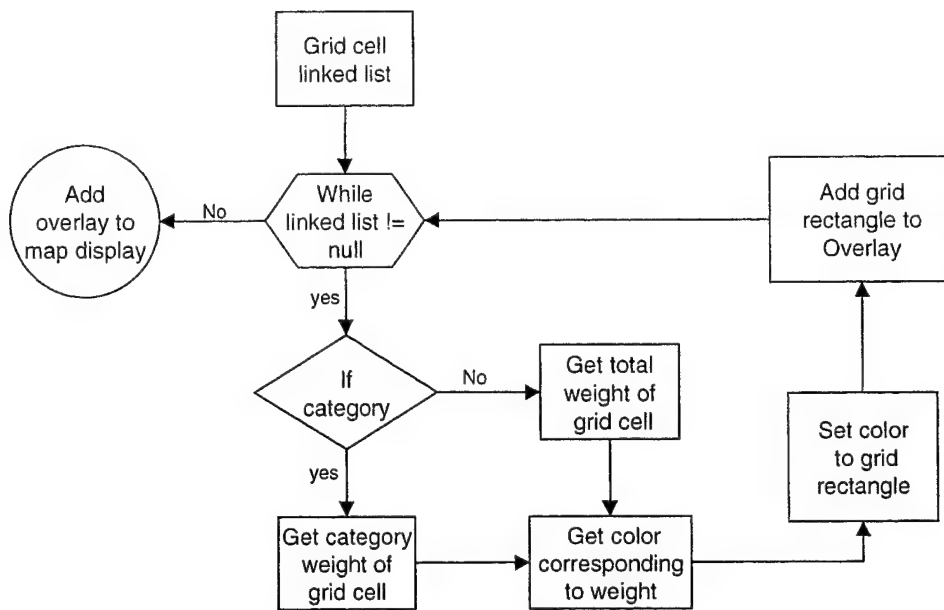 Grid cell
linked list
While
linked list !=
null
No
Add
overlay to
map display
yes
If
category
No
Get total
weight of
grid cell
yes
Get category
weight of
grid cell
Get color
corresponding
to weight
Set color
to grid
rectangle
Add grid
rectangle to
Overlay